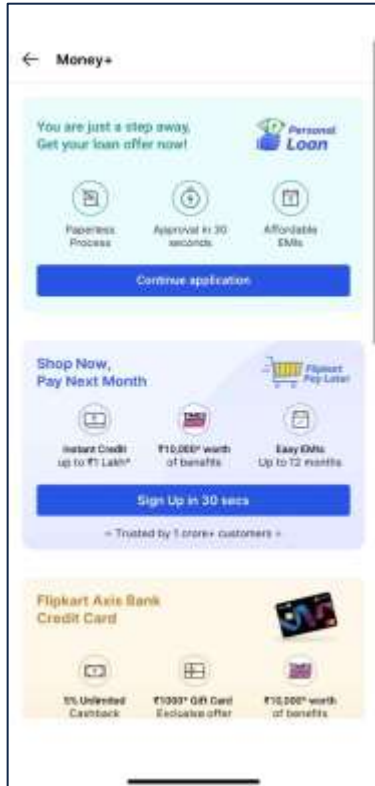 Money+
You are just a step away,
Get your loan offer now!
Personal
Loan
Paperless
Process
Approval in 30
seconds
Affordable
EMIs
Continue application
Shop Now,
Pay Next Month
Flipkart
Pay Later
Instant Credit
up to ₹1 Lakh*
₹10,000* worth
of benefits
Easy EMIs
Up to 12 months
Sign Up in 30 secs
Trusted by 1 crore+ customers
Flipkart Axis Bank
Credit Card
5% Unlimited
Cashback
₹1000* Gift Card
Exclusive offer
₹10,000* worth
of benefits